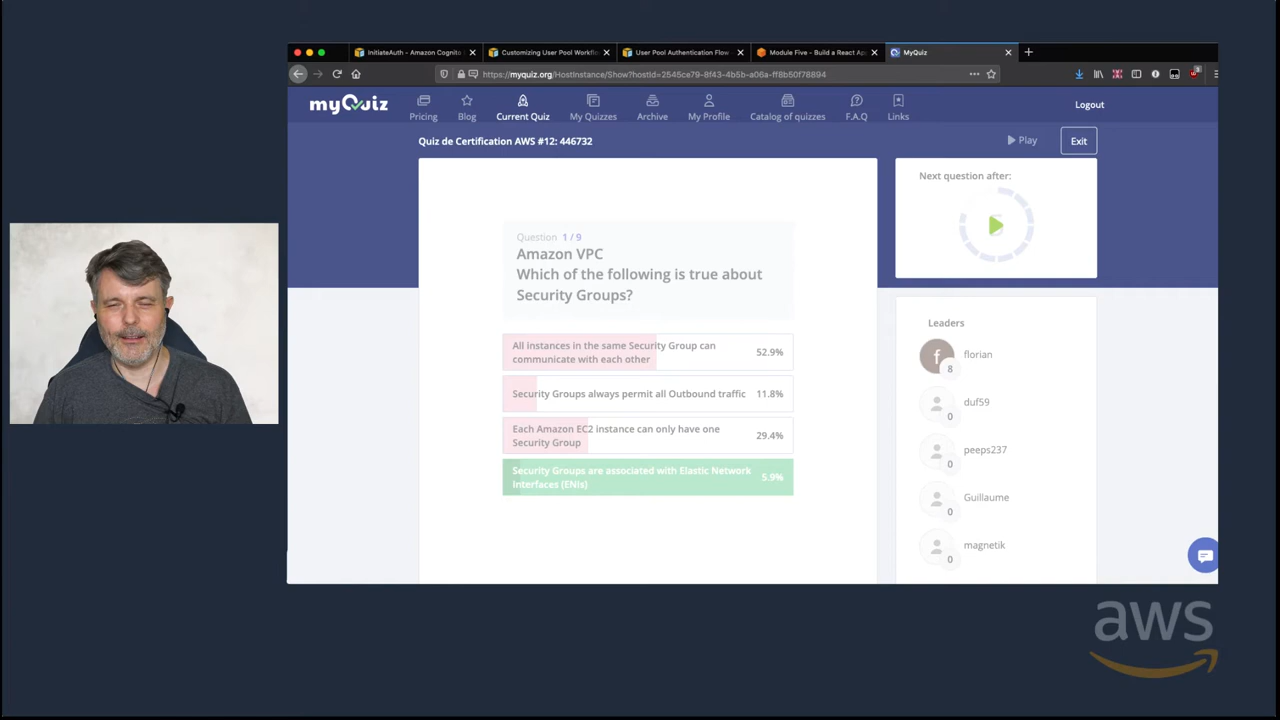 InitiateAuth - Amazon Cognito
Customizing User Pool Workflo
User Pool Authentication Flow
Module Five - Build a React App
MyQuiz
https://myquiz.org/HostInstance/Show?hostId=2545ce79-8f43-4b5b-a06a-ff8b50f78894
myQuiz
Pricing
Blog
Current Quiz
My Quizzes
Archive
My Profile
Catalog of quizzes
F.A.Q
Links
Logout
Quiz de Certification AWS #12: 446732
Play
Exit
Question 1 / 9
Amazon VPC
Which of the following is true about
Security Groups?
All instances in the same Security Group can
communicate with each other
52.9%
Security Groups always permit all Outbound traffic
11.8%
Each Amazon EC2 instance can only have one
Security Group
29.4%
Security Groups are associated with Elastic Network
Interfaces (ENIs)
5.9%
Next question after:
Leaders
f
florian
8
duf59
0
peeps237
0
Guillaume
0
magnetik
0
aws